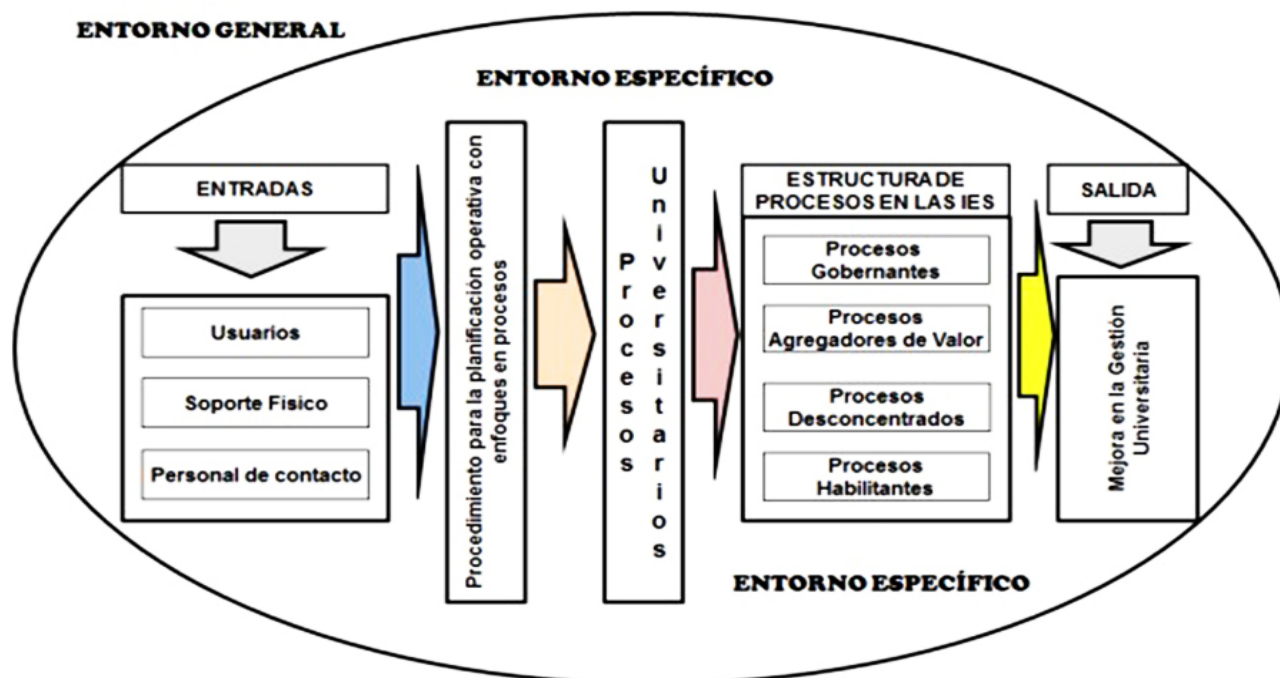 ENTORNO GENERAL
ENTORNO ESPECÍFICO
ENTRADAS
Usuarios
Soporte Físico
Personal de contacto
Procedimiento para la planificación operativa con
enfoques en procesos
Procesos
Universitarios
ESTRUCTURA DE
PROCESOS EN LAS IES
Procesos
Gobernantes
Procesos
Agregadores de Valor
Procesos
Desconcentrados
Procesos
Habilitantes
SALIDA
Mejora en la Gestión
Universitaria
ENTORNO ESPECÍFICO